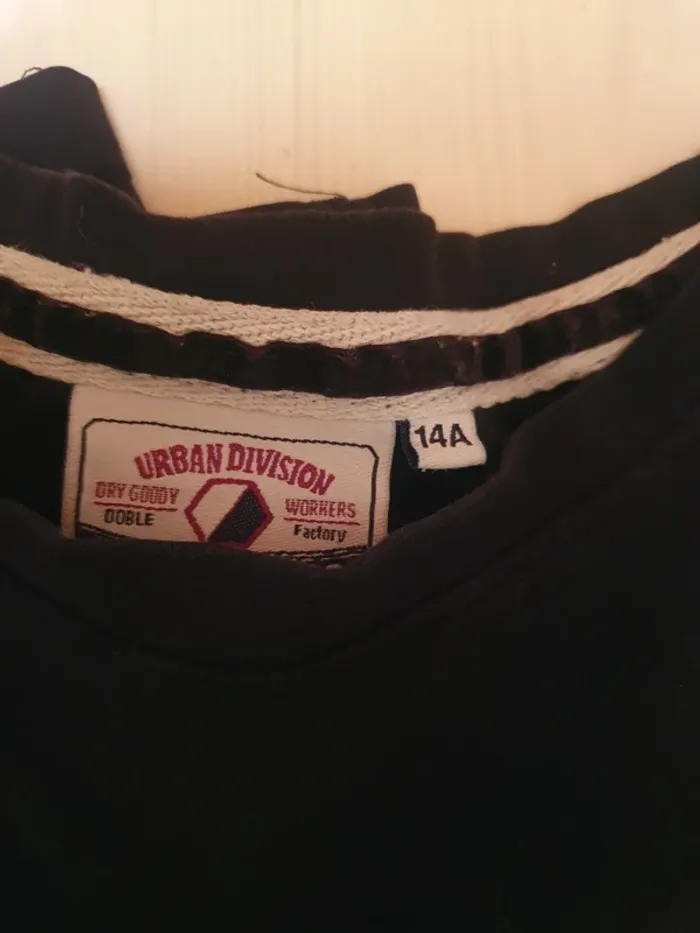 URBAN DIVISION
DRY GOODY
DOBLE
WORKERS
Factory
14A